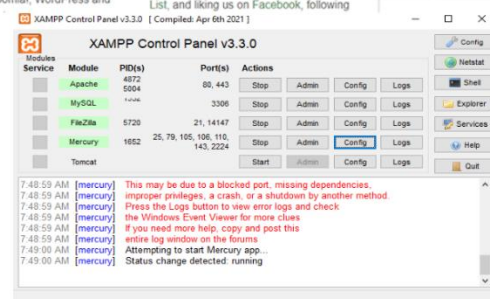 List, and liking us on Facebook, following
XAMPP Control Panel v3.3.0 [ Compiled: Apr 6th 2021 ]
XAMPP Control Panel v3.3.0
Config
Modules
Service Module PID(s) Port(s) Actions
Netstat
Apache 4872 5004 80, 443 Stop Admin Config Logs
Shell
MySQL 3306 Stop Admin Config Logs
Explorer
FileZilla 5720 21, 14147 Stop Admin Config Logs
Services
Mercury 1652 25, 79, 105, 106, 110, 143, 2224 Stop Admin Config Logs
Help
Tomcat Start Admin Config Logs
Quit
7:48:59 AM [mercury] This may be due to a blocked port, missing dependencies,
7:48:59 AM [mercury] improper privileges, a crash, or a shutdown by another method.
7:48:59 AM [mercury] Press the Logs button to view error logs and check
7:48:59 AM [mercury] the Windows Event Viewer for more clues
7:48:59 AM [mercury] If you need more help, copy and post this
7:48:59 AM [mercury] entire log window on the forums
7:49:00 AM [mercury] Attempting to start Mercury app...
7:49:00 AM [mercury] Status change detected: running